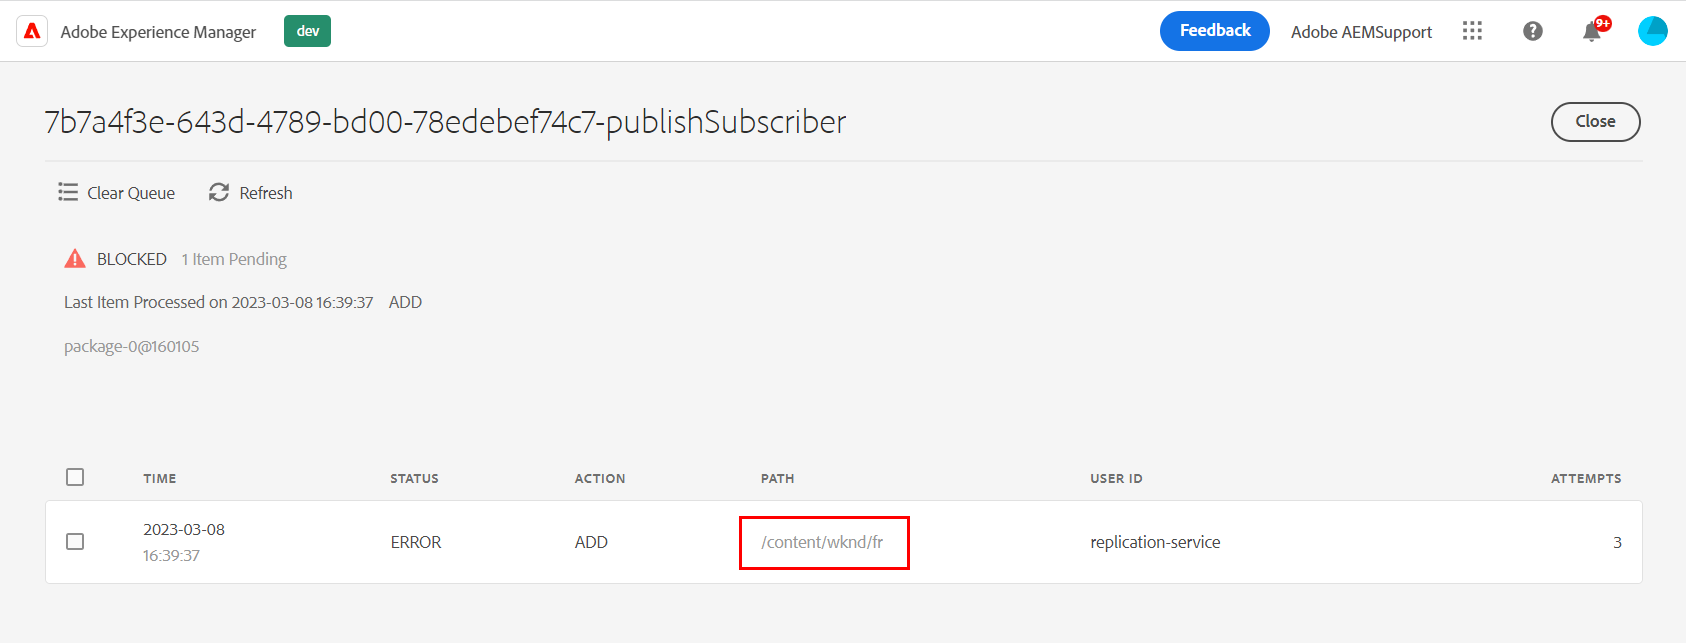 Adobe Experience Manager dev Feedback Adobe AEMSupport 9+
7b7a4f3e-643d-4789-bd00-78edebef74c7-publishSubscriber Close
Clear Queue Refresh
BLOCKED 1 Item Pending
Last Item Processed on 2023-03-08 16:39:37 ADD
package-0@160105
TIME STATUS ACTION PATH USER ID ATTEMPTS
2023-03-08
16:39:37 ERROR ADD /content/wknd/fr replication-service 3